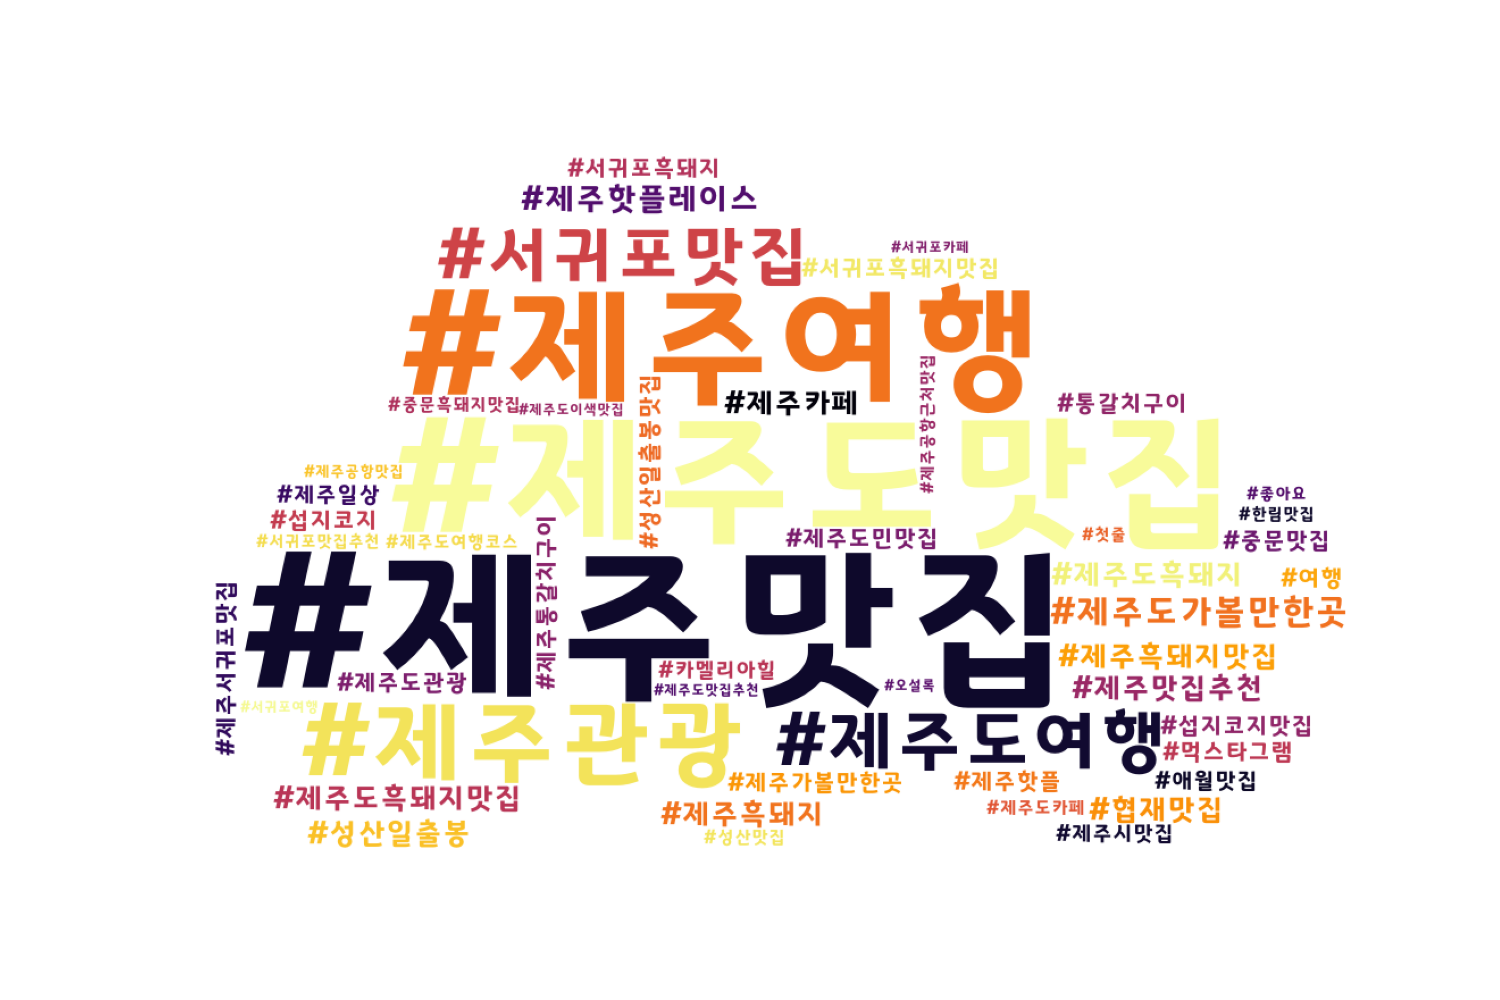 #서귀포흑돼지
#제주핫플레이스
#서귀포맛집
#서귀포카페
#서귀포흑돼지맛집
#제주여행
#제주공항근처맛집
#중문흑돼지맛집
#제주도이색맛집
#성산일출봉맛집
#제주카페
#통갈치구이
#제주도맛집
#제주공항맛집
#제주일상
#섭지코지
#서귀포맛집추천
#제주도여행코스
#제주통갈치구이
#제주도민맛집
#첫줄
#좋아요
#한림맛집
#중문맛집
#제주맛집
#제주서귀포맛집
#제주도흑돼지
#여행
#제주도가볼만한곳
#제주흑돼지맛집
#제주맛집추천
#제주도관광
#카멜리아힐
#제주도맛집추천
#오설록
#서귀포여행
#제주관광
#제주도여행
#섭지코지맛집
#먹스타그램
#제주도흑돼지맛집
#제주가볼만한곳
#제주핫플
#애월맛집
#성산일출봉
#제주흑돼지
#성산맛집
#제주도카페
#협재맛집
#제주시맛집